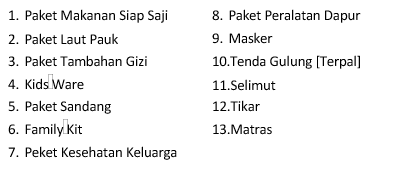 1. Paket Makanan Siap Saji
2. Paket Laut Pauk
3. Paket Tambahan Gizi
4. Kids Ware
5. Paket Sandang
6. Family Kit
7. Peket Kesehatan Keluarga
8. Paket Peralatan Dapur
9. Masker
10.Tenda Gulung [Terpal]
11.Selimut
12.Tikar
13.Matras